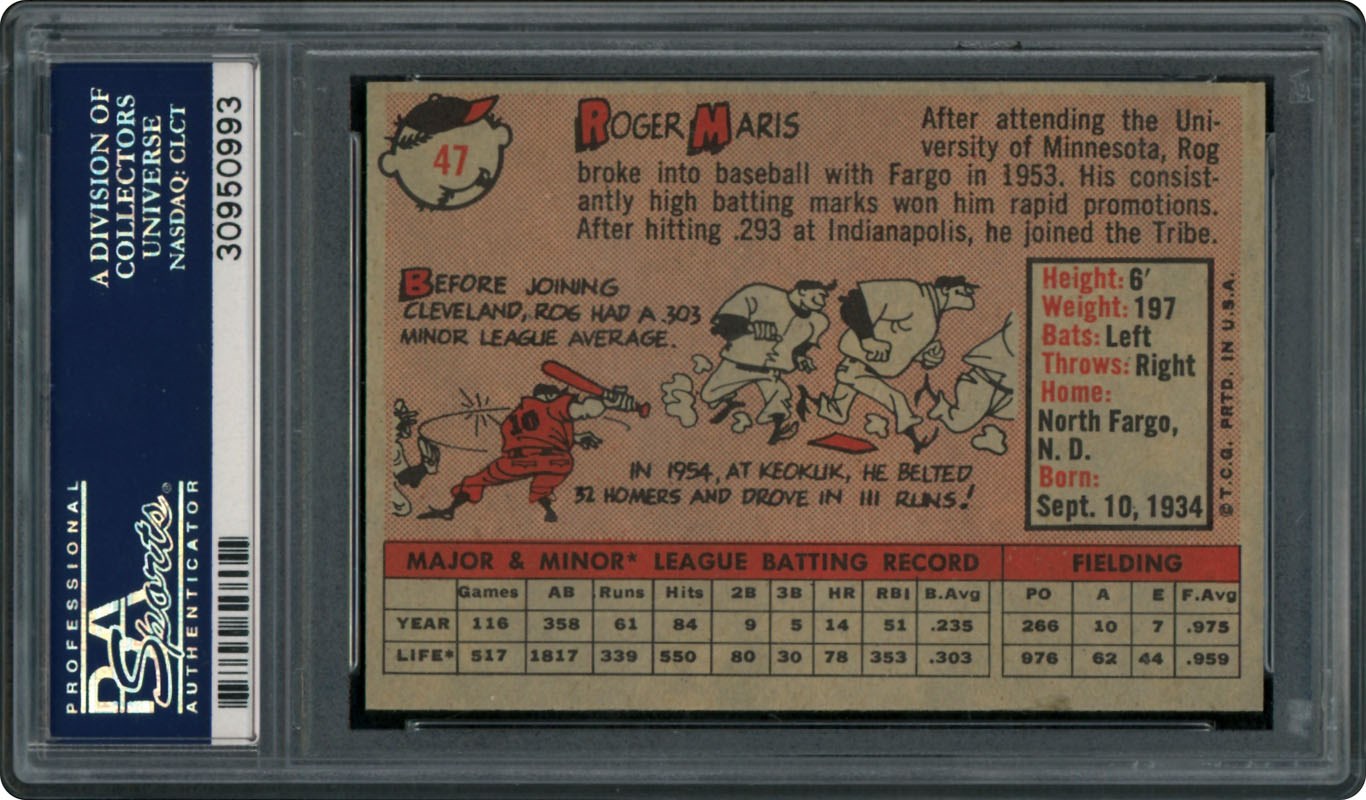 A DIVISION OF
COLLECTORS
UNIVERSE
NASDAQ: CLCT
30950993
PROFESSIONAL
PSA
Sports®
AUTHENTICATOR
47
ROGER MARIS
After attending the Uni-
versity of Minnesota, Rog
broke into baseball with Fargo in 1953. His consist-
antly high batting marks won him rapid promotions.
After hitting .293 at Indianapolis, he joined the Tribe.
BEFORE JOINING
CLEVELAND, ROG HAD A .303
MINOR LEAGUE AVERAGE.
10
IN 1954, AT KEOKUK, HE BELTED
32 HOMERS AND DROVE IN 111 RUNS!
Height: 6'
Weight: 197
Bats: Left
Throws: Right
Home:
North Fargo,
N. D.
Born:
Sept. 10, 1934
© T.C.G. PRTD. IN U.S.A.
MAJOR & MINOR* LEAGUE BATTING RECORD FIELDING
Games AB Runs Hits 2B 3B HR RBI B.Avg PO A E F.Avg
YEAR 116 358 61 84 9 5 14 51 .235 266 10 7 .975
LIFE* 517 1817 339 550 80 30 78 353 .303 976 62 44 .959